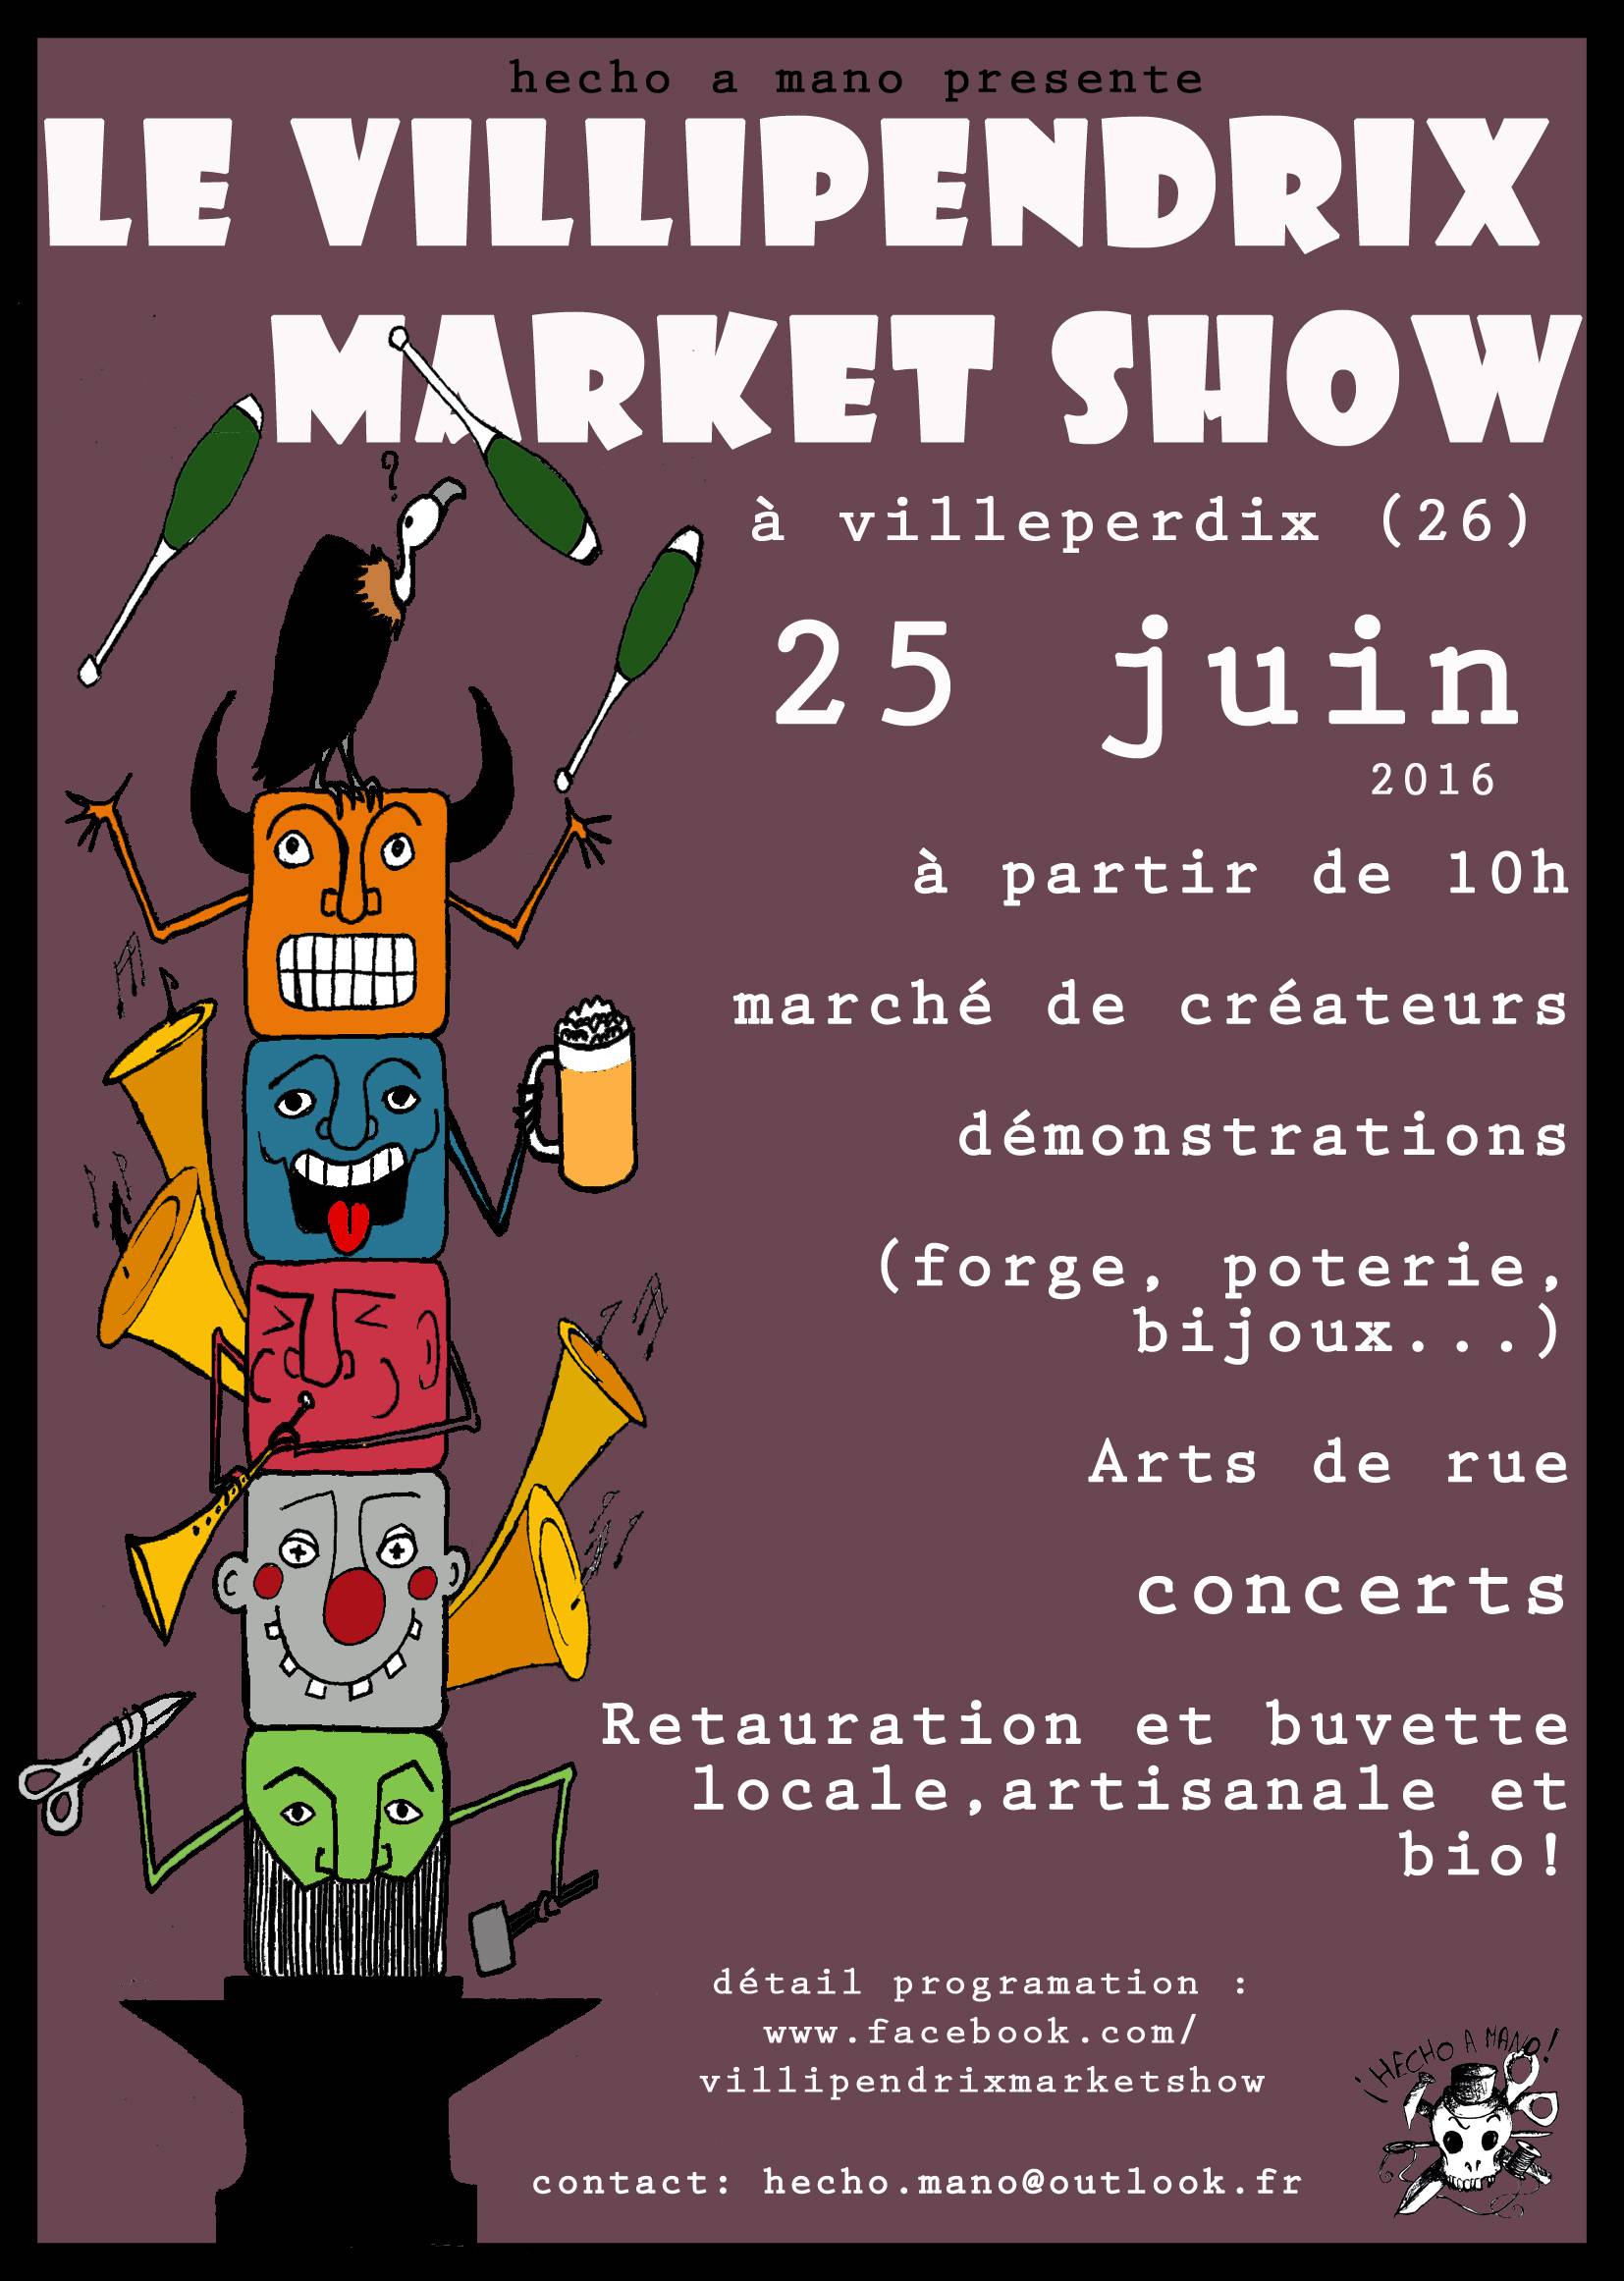 hecho a mano presente
LE VILLIPENDRIX
MARKET SHOW
?
à villeperdix (26)
25 juin
2016
à partir de 10h
marché de créateurs
démonstrations
(forge, poterie,
bijoux...)
Arts de rue
concerts
Retauration et buvette
locale,artisanale et
bio!
détail programation :
www.facebook.com/
villipendrixmarketshow
¡HECHO A MANO!
contact: hecho.mano@outlook.fr